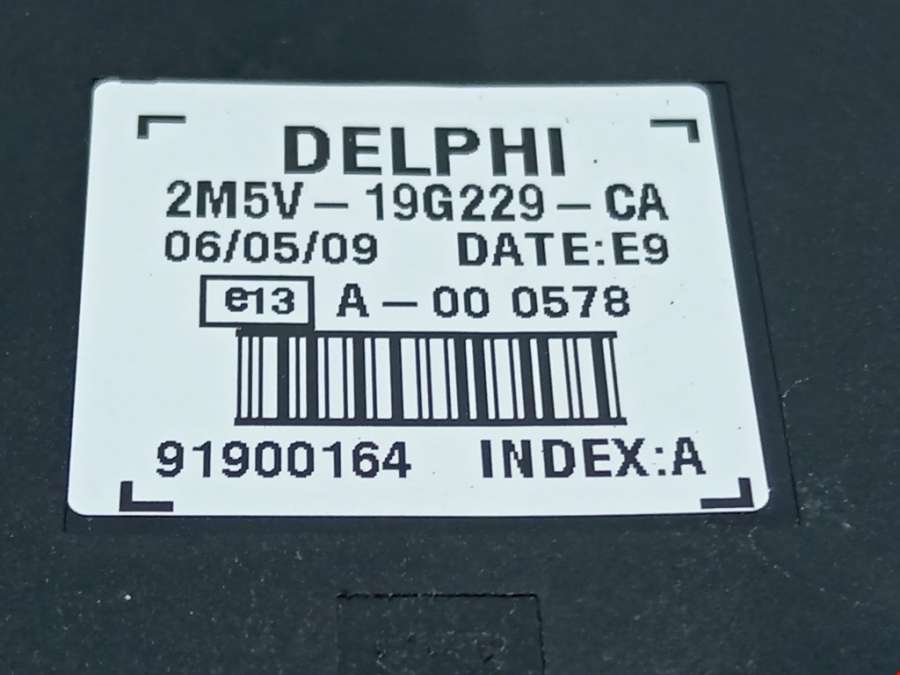 DELPHI
2M5V-19G229-CA
06/05/09 DATE:E9
e13 A-00 0578
91900164 INDEX:A